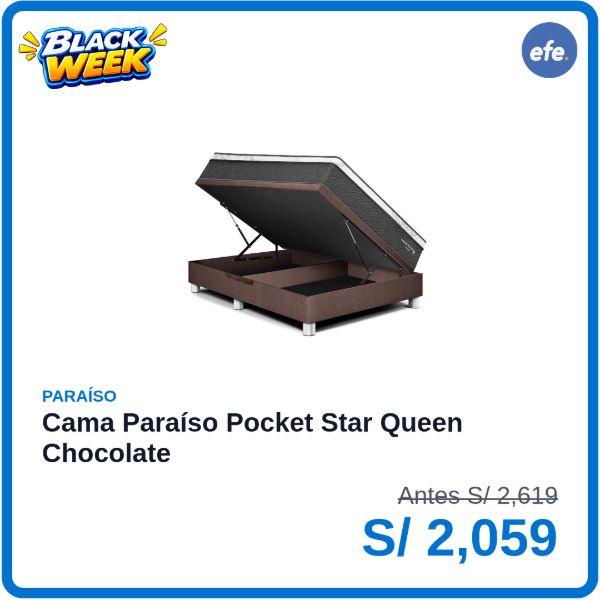 BLACK
WEEK
efe.
PARAÍSO
Cama Paraíso Pocket Star Queen
Chocolate
Antes S/ 2,619
S/ 2,059